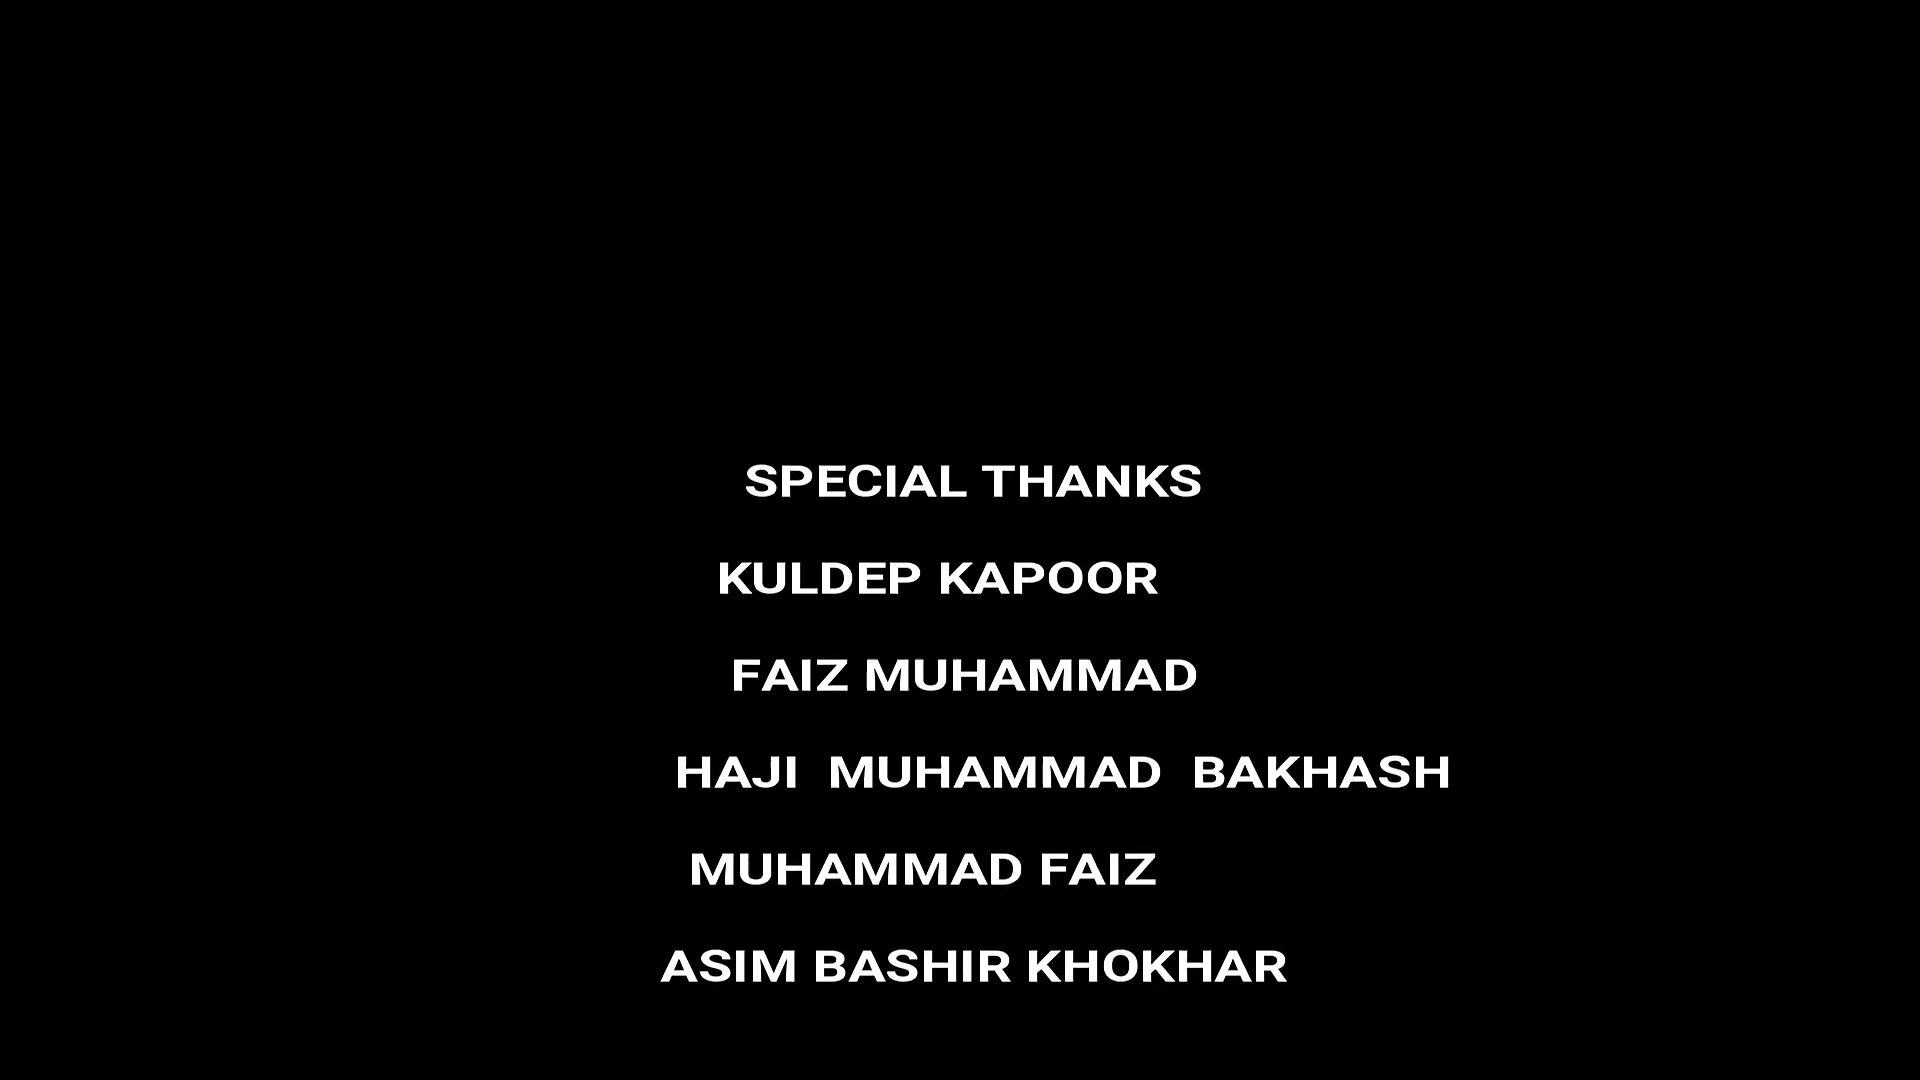 SPECIAL THANKS
KULDEP KAPOOR
FAIZ MUHAMMAD
HAJI MUHAMMAD BAKHASH
MUHAMMAD FAIZ
ASIM BASHIR KHOKHAR